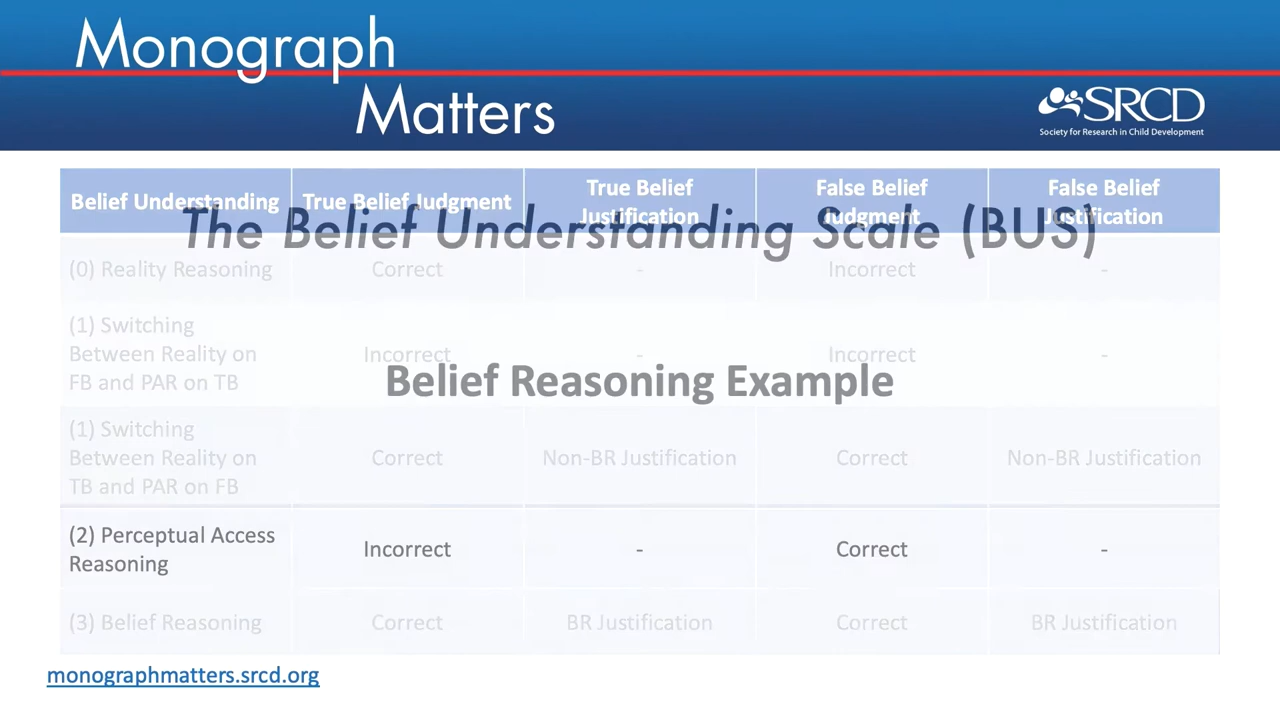 Monograph
Matters
SRCD
Society for Research in Child Development
The Belief Understanding Scale (BUS)
Belief Reasoning Example
Belief Understanding True Belief Judgment True Belief Justification False Belief Judgment False Belief Justification
(0) Reality Reasoning Correct - Incorrect -
(1) Switching
Between Reality on
FB and PAR on TB
Incorrect - Incorrect -
(1) Switching
Between Reality on
TB and PAR on FB
Correct Non-BR Justification Correct Non-BR Justification
(2) Perceptual Access
Reasoning
Incorrect - Correct -
(3) Belief Reasoning Correct BR Justification Correct BR Justification
monographmatters.srcd.org